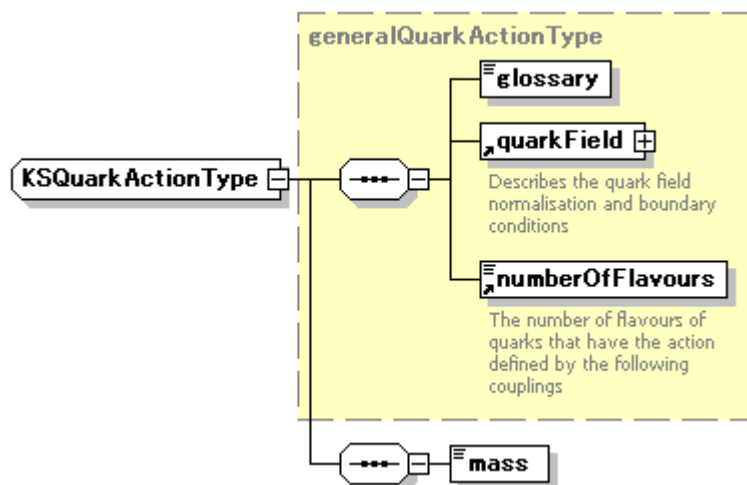 generalQuarkActionType
glossary
quarkField
Describes the quark field
normalisation and boundary
conditions
KSQuarkActionType
numberOfFlavours
The number of flavours of
quarks that have the action
defined by the following
couplings
mass